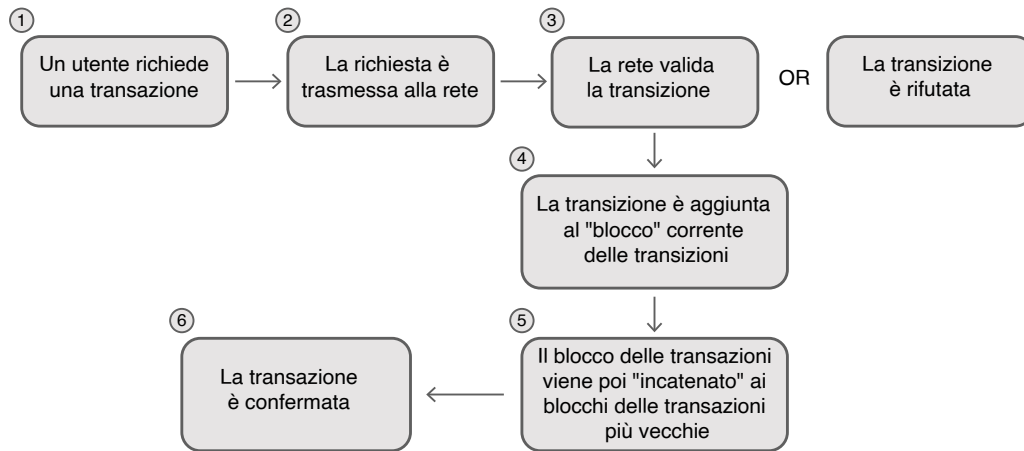 1
Un utente richiede
una transazione
2
La richiesta è
trasmessa alla rete
3
La rete valida
la transizione
OR
La transizione
è rifutata
4
La transizione è aggiunta
al "blocco" corrente
delle transizioni
5
Il blocco delle transazioni
viene poi "incatenato" ai
blocchi delle transazioni
più vecchie
6
La transazione
è confermata